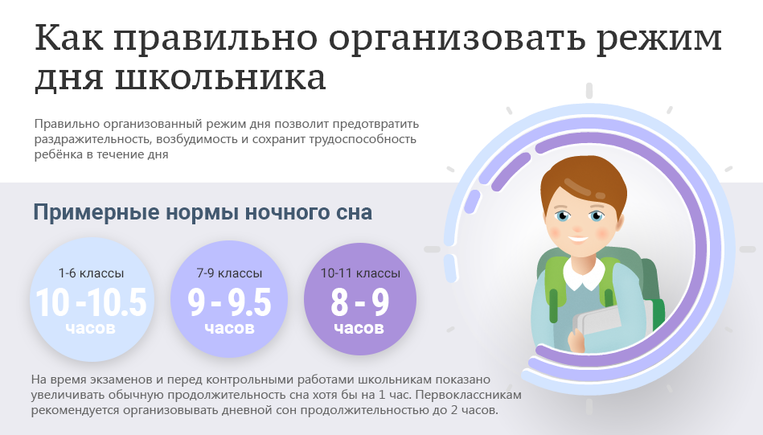 Как правильно организовать режим
дня школьника
Правильно организованный режим дня позволит предотвратить
раздражительность, возбудимость и сохранит трудоспособность
ребёнка в течение дня
Примерные нормы ночного сна
1-6 классы
10 -10.5
часов
7-9 классы
9 - 9.5
часов
10-11 классы
8 - 9
часов
На время экзаменов и перед контрольными работами школьникам показано
увеличивать обычную продолжительность сна хотя бы на 1 час. Первоклассникам
рекомендуется организовывать дневной сон продолжительностью до 2 часов.